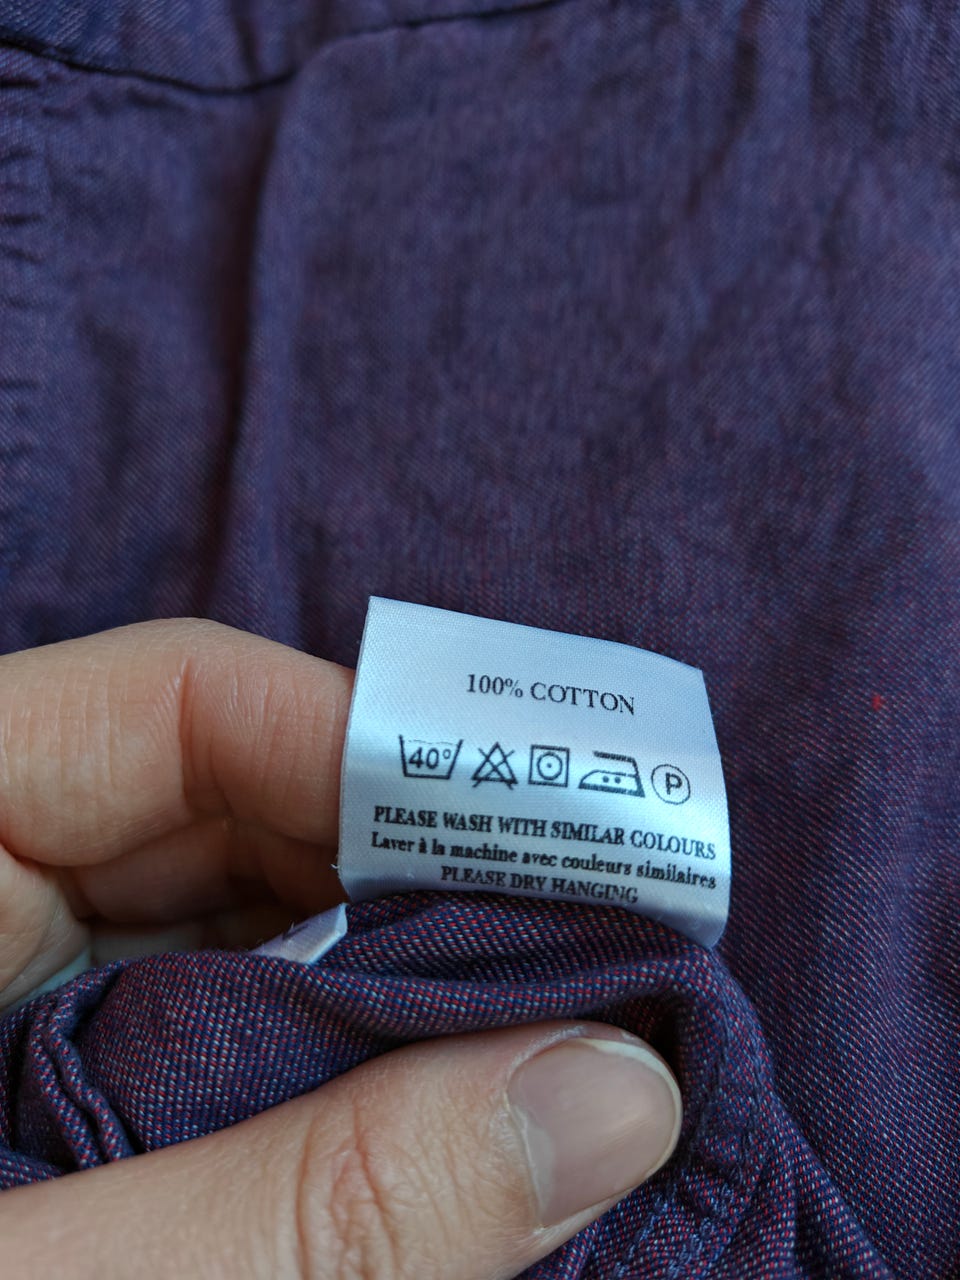 100% COTTON
40° P
PLEASE WASH WITH SIMILAR COLOURS
Laver à la machine avec couleurs similaires
PLEASE DRY HANGING